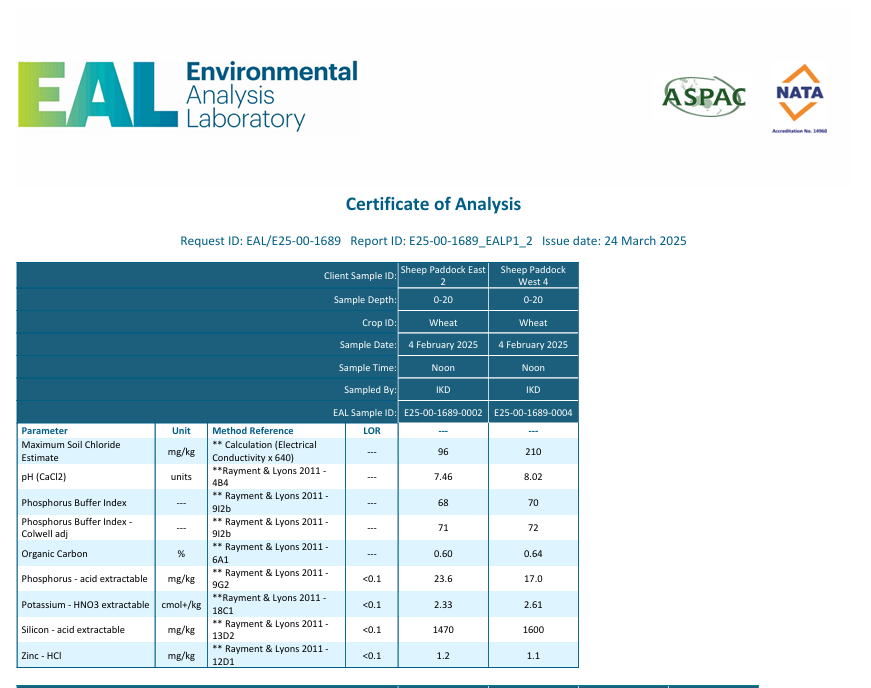 EAL Environmental
Analysis
Laboratory
ASPAC
NATA
Accreditation No. 14960
Certificate of Analysis
Request ID: EAL/E25-00-1689 Report ID: E25-00-1689_EALP1_2 Issue date: 24 March 2025
Client Sample ID: Sheep Paddock East 2 Sheep Paddock West 4
Sample Depth: 0-20 0-20
Crop ID: Wheat Wheat
Sample Date: 4 February 2025 4 February 2025
Sample Time: Noon Noon
Sampled By: IKD IKD
EAL Sample ID: E25-00-1689-0002 E25-00-1689-0004
Parameter Unit Method Reference LOR --- ---
Maximum Soil Chloride Estimate mg/kg ** Calculation (Electrical Conductivity x 640) --- 96 210
pH (CaCl2) units **Rayment & Lyons 2011 - 4B4 --- 7.46 8.02
Phosphorus Buffer Index --- ** Rayment & Lyons 2011 - 9I2b --- 68 70
Phosphorus Buffer Index - Colwell adj --- ** Rayment & Lyons 2011 - 9I2b --- 71 72
Organic Carbon % ** Rayment & Lyons 2011 - 6A1 --- 0.60 0.64
Phosphorus - acid extractable mg/kg ** Rayment & Lyons 2011 - 9G2 <0.1 23.6 17.0
Potassium - HNO3 extractable cmol+/kg **Rayment & Lyons 2011 - 18C1 <0.1 2.33 2.61
Silicon - acid extractable mg/kg ** Rayment & Lyons 2011 - 13D2 <0.1 1470 1600
Zinc - HCl mg/kg ** Rayment & Lyons 2011 - 12D1 <0.1 1.2 1.1